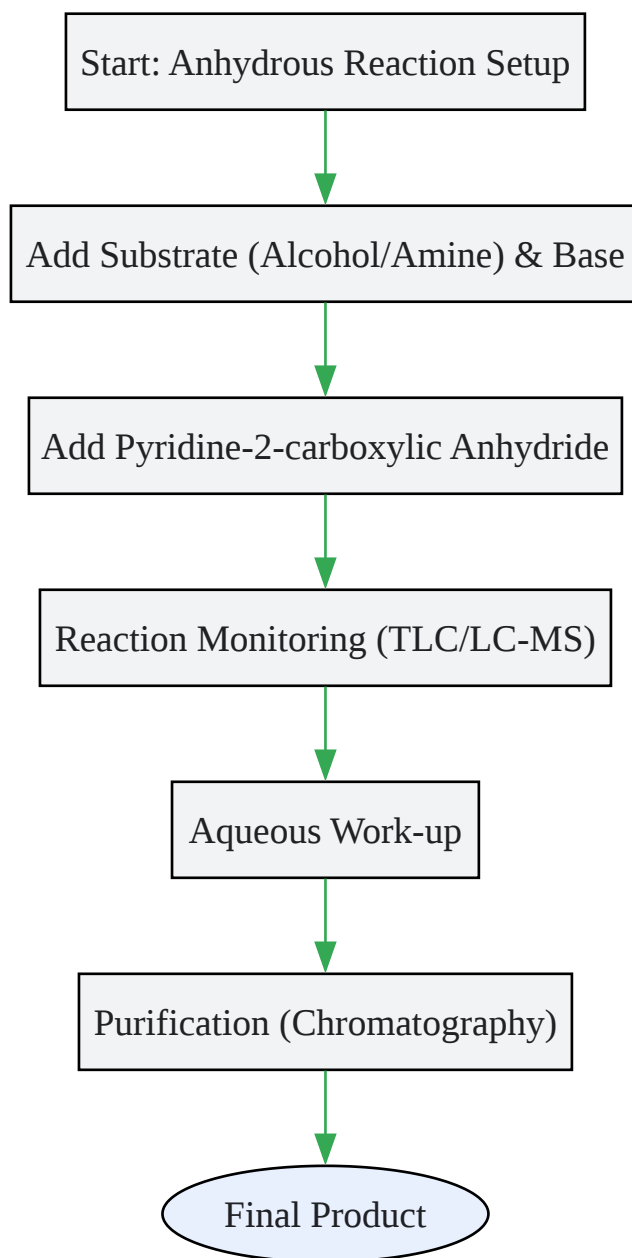 Start: Anhydrous Reaction Setup
Add Substrate (Alcohol/Amine) & Base
Add Pyridine-2-carboxylic Anhydride
Reaction Monitoring (TLC/LC-MS)
Aqueous Work-up
Purification (Chromatography)
Final Product